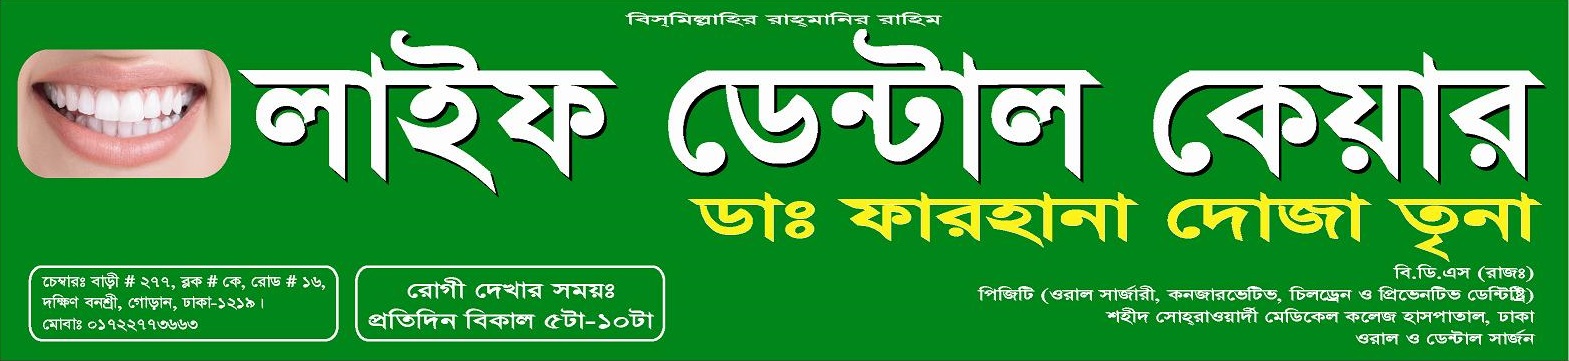 বিস্‌মিল্লাহির রাহ্‌মানির রাহিম
লাইফ ডেন্টাল কেয়ার
ডাঃ ফারহানা দোজা তৃনা
বি.ডি.এস (রাজঃ)
পিজিটি (ওরাল সার্জারী, কনজারভেটিভ, চিলড্রেন ও প্রিভেনটিভ ডেন্টিষ্ট্রি)
শহীদ সোহ্‌রাওয়ার্দী মেডিকেল কলেজ হাসপাতাল, ঢাকা
ওরাল ও ডেন্টাল সার্জন
চেম্বারঃ বাড়ী # ২৭৭, ব্লক # কে, রোড # ১৬,
দক্ষিণ বনশ্রী, গোড়ান, ঢাকা-১২১৯।
মোবাঃ ০১৭২২৭৭৩৬৬৩
রোগী দেখার সময়ঃ
প্রতিদিন বিকাল ৫টা-১০টা